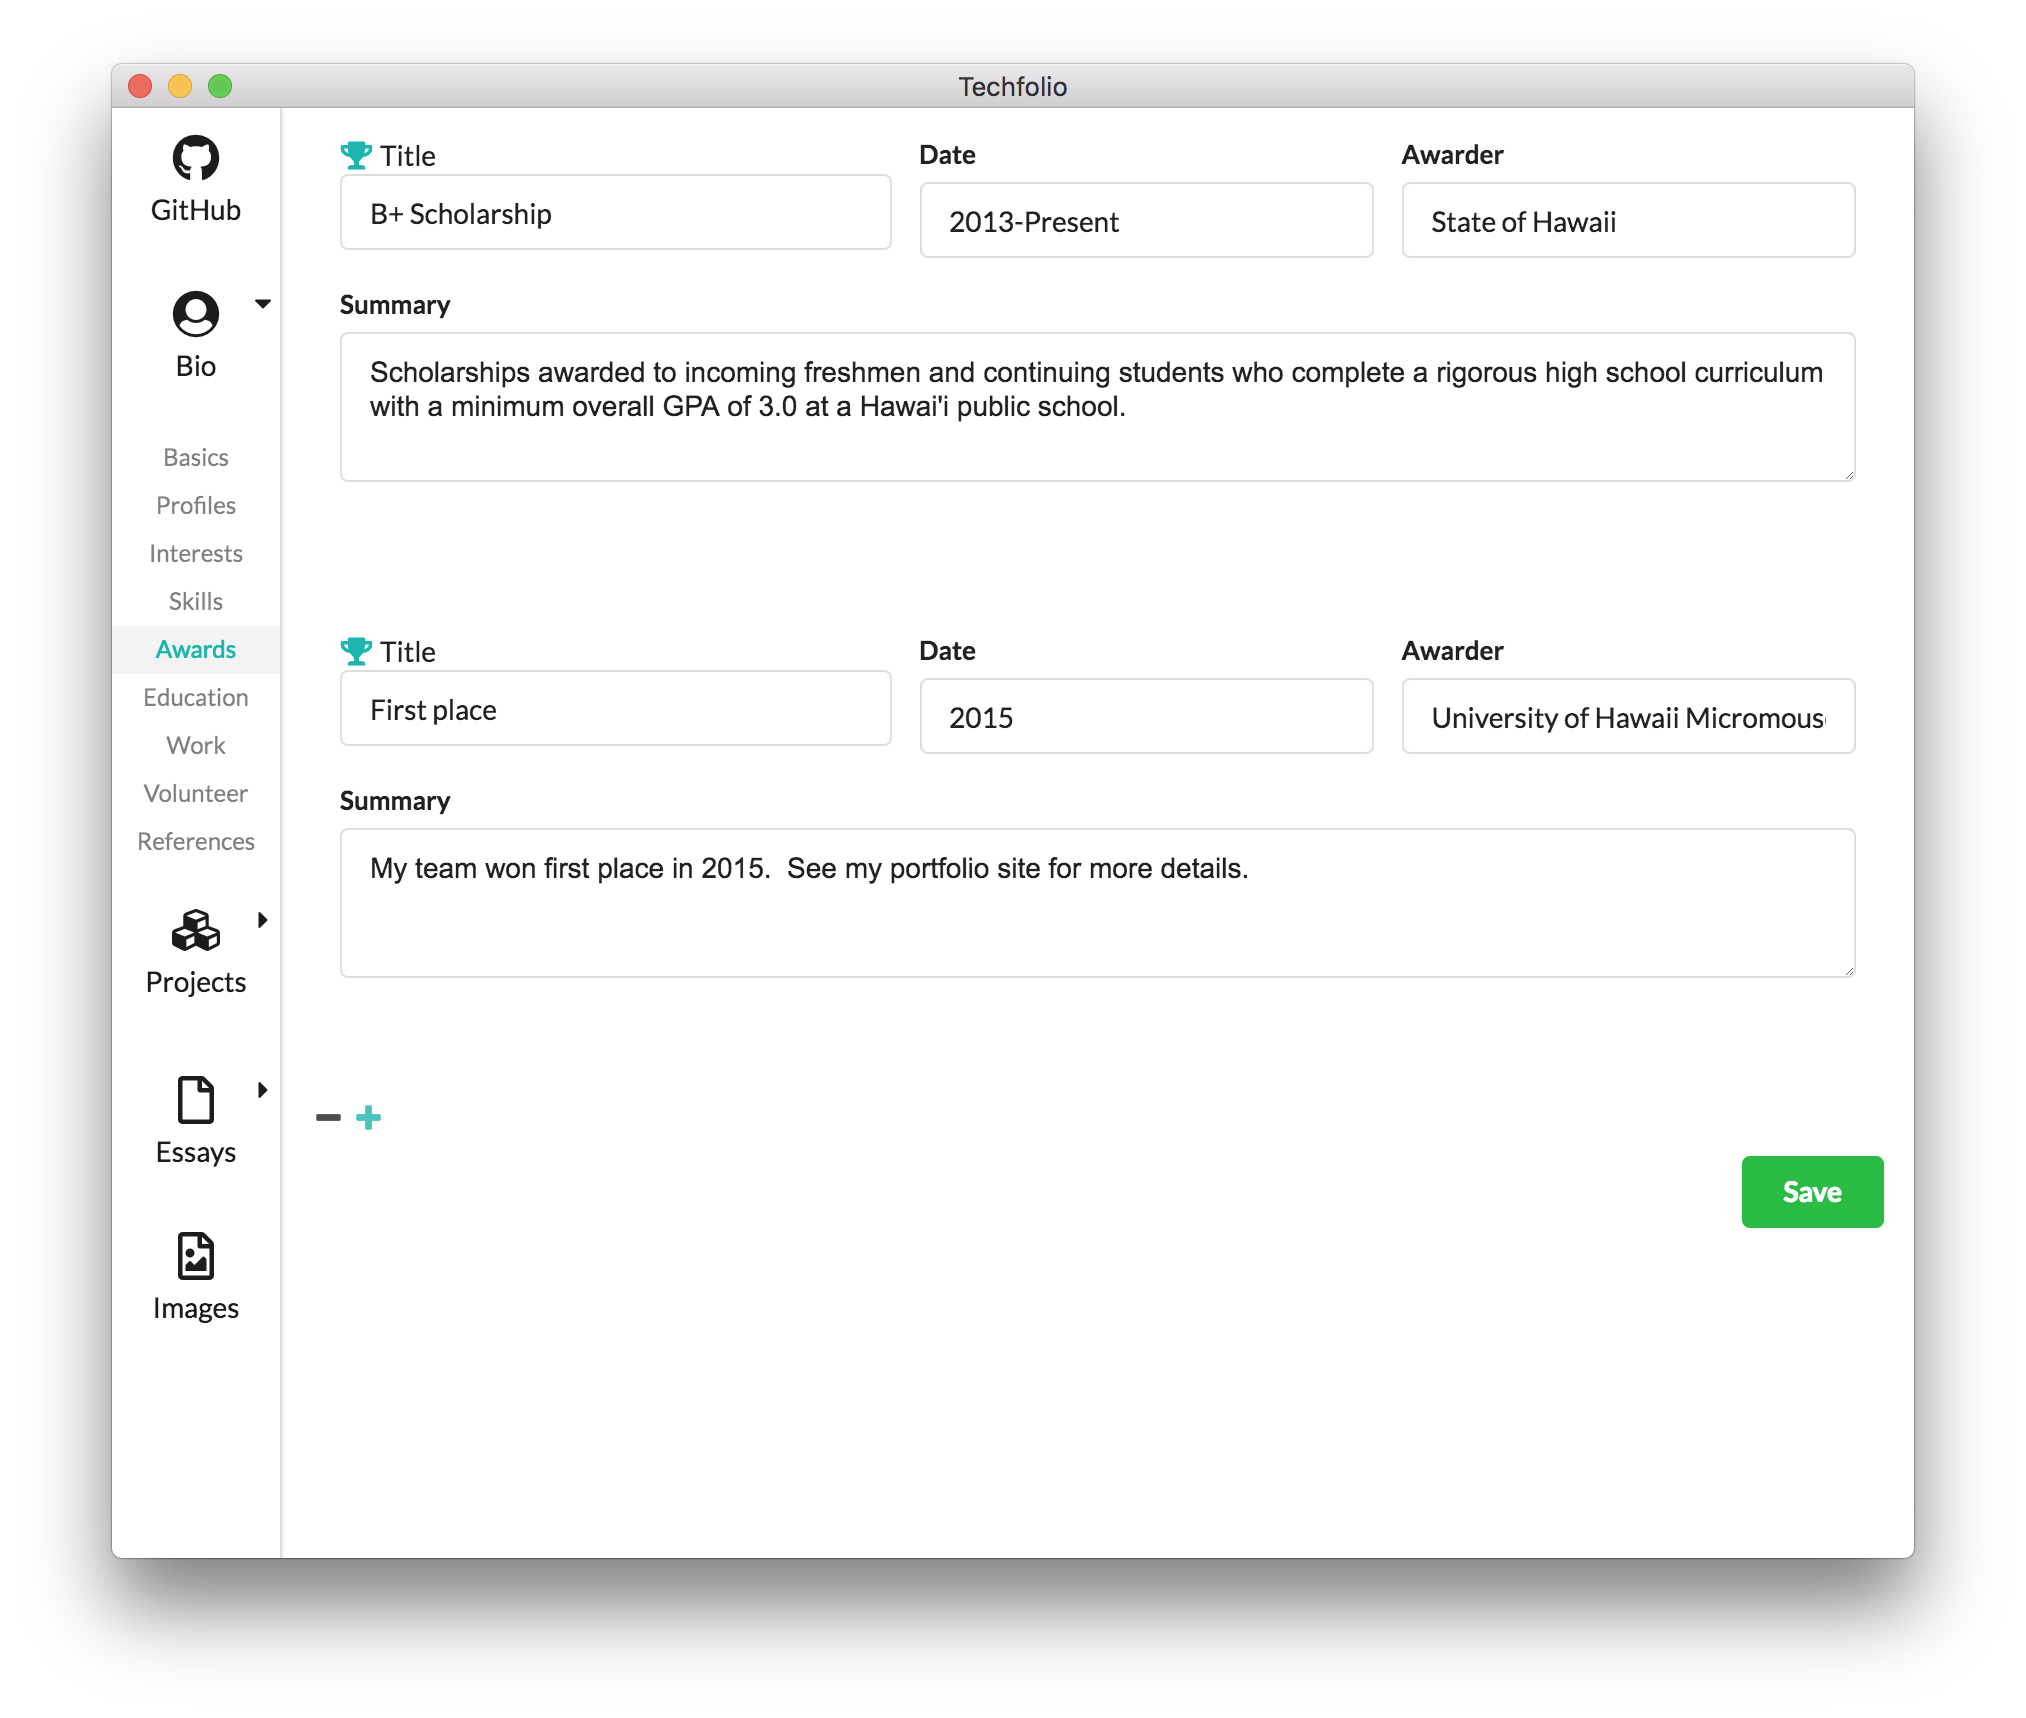 Techfolio
GitHub
Bio
Basics
Profiles
Interests
Skills
Awards
Education
Work
Volunteer
References
Projects
Essays
Images
Title
Date
Awarder
B+ Scholarship
2013-Present
State of Hawaii
Summary
Scholarships awarded to incoming freshmen and continuing students who complete a rigorous high school curriculum
with a minimum overall GPA of 3.0 at a Hawai'i public school.
Title
Date
Awarder
First place
2015
University of Hawaii Micromous
Summary
My team won first place in 2015.  See my portfolio site for more details.
Save